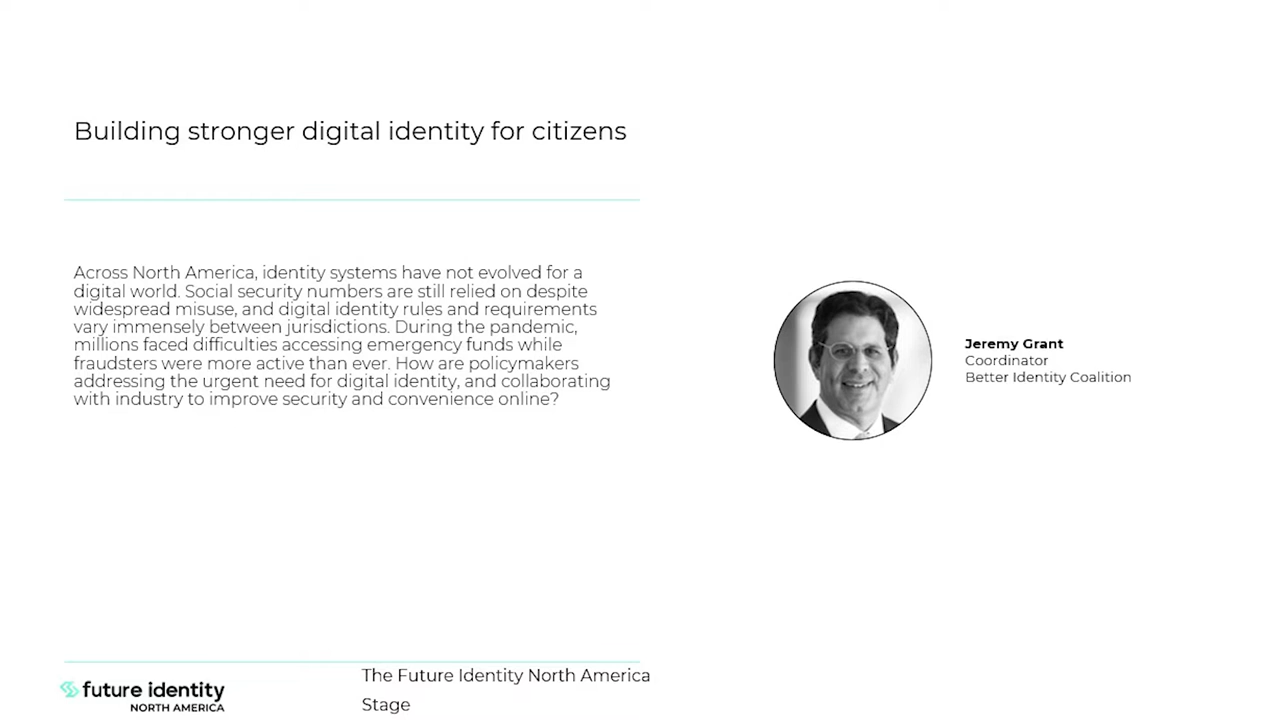 Building stronger digital identity for citizens
Across North America, identity systems have not evolved for a
digital world. Social security numbers are still relied on despite
widespread misuse, and digital identity rules and requirements
vary immensely between jurisdictions. During the pandemic,
millions faced difficulties accessing emergency funds while
fraudsters were more active than ever. How are policymakers
addressing the urgent need for digital identity, and collaborating
with industry to improve security and convenience online?
Jeremy Grant
Coordinator
Better Identity Coalition
future identity
NORTH AMERICA
The Future Identity North America
Stage